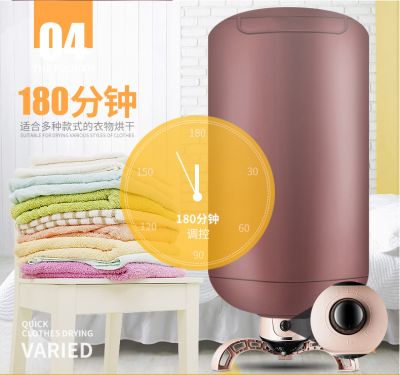 04
180分钟
适合多种款式的衣物烘干
SUITABLE FOR DRYING VARIOUS STYLES OF CLOTHES
180
150
30
180分钟
调控
120
60
90
QUICK
CLOTHES DRYING
VARIED